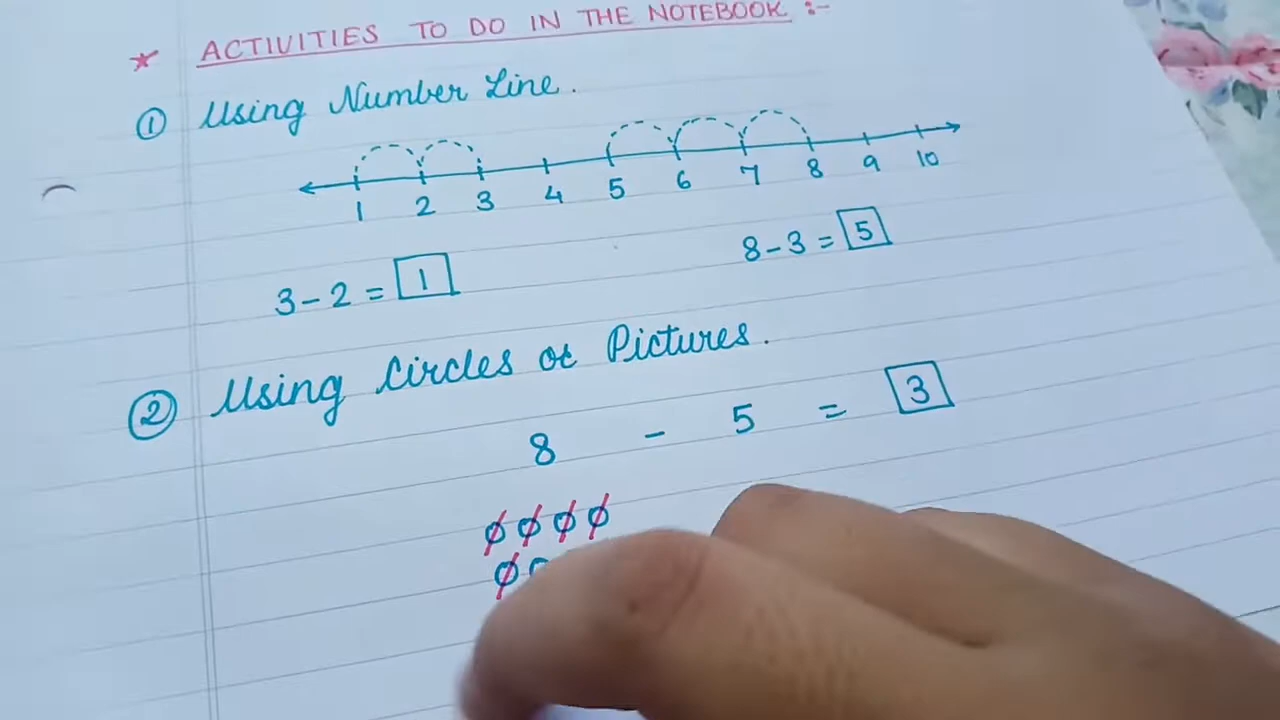 * ACTIVITIES TO DO IN THE NOTEBOOK :-
① Using Number Line.
1 2 3 4 5 6 7 8 9 10
3 - 2 = 1
8 - 3 = 5
② Using Circles or Pictures.
8 - 5 = 3